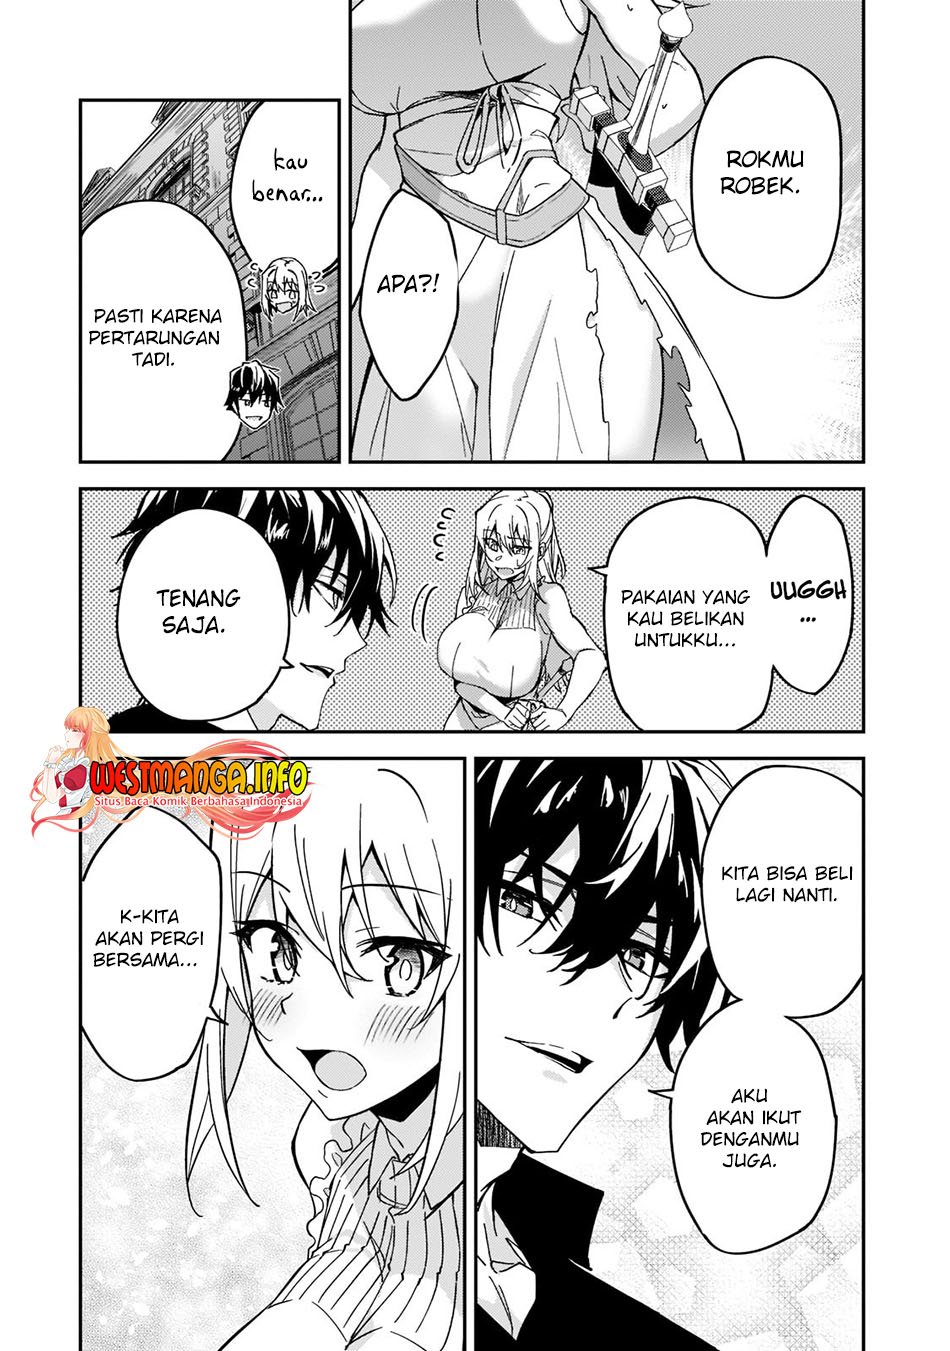 ROKMU
ROBEK.
APA?!
kau
benar...
PASTI KARENA
PERTARUNGAN
TADI.
UUGGH
...
PAKAIAN YANG
KAU BELIKAN
UNTUKKU...
TENANG
SAJA.
WESTMANGA.INFO
Situs Baca Komik Berbahasa Indonesia
KITA BISA BELI
LAGI NANTI.
AKU
AKAN IKUT
DENGANMU
JUGA.
K-KITA
AKAN PERGI
BERSAMA...